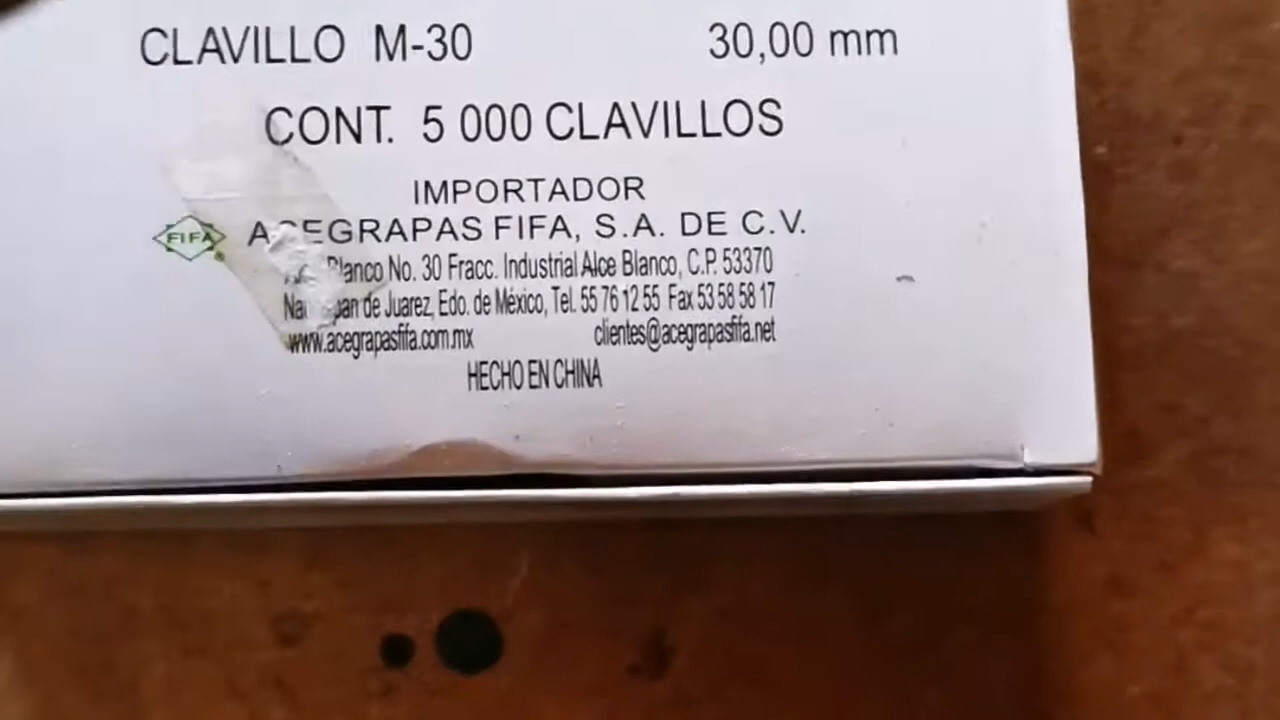 CLAVILLO M-30 30,00 mm
CONT. 5 000 CLAVILLOS
IMPORTADOR
FIFA ACEGRAPAS FIFA, S.A. DE C.V.
Blanco No. 30 Fracc. Industrial Alce Blanco, C.P. 53370
de Juarez, Edo. de México, Tel. 55 76 12 55 Fax 53 58 58 17
www.acegrapasfifa.com.mx clientes@acegrapasfifa.net
HECHO EN CHINA